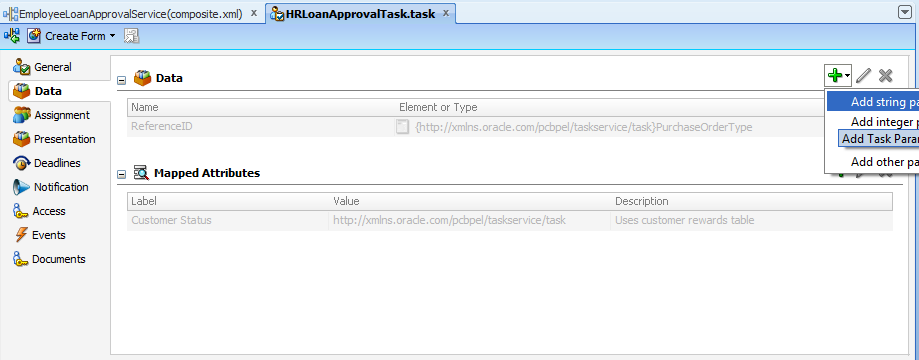 EmployeeLoanApprovalService(composite.xml) x HRLoanApprovalTask.task x
Create Form
General
Data
Assignment
Presentation
Deadlines
Notification
Access
Events
Documents
Data
Name Element or Type
ReferenceID {http://xmlns.oracle.com/pcbpel/taskservice/task}PurchaseOrderType
Add string pa
Add integer p
Add Task Para
Add other pa
Mapped Attributes
Label Value Description
Customer Status http://xmlns.oracle.com/pcbpel/taskservice/task Uses customer rewards table